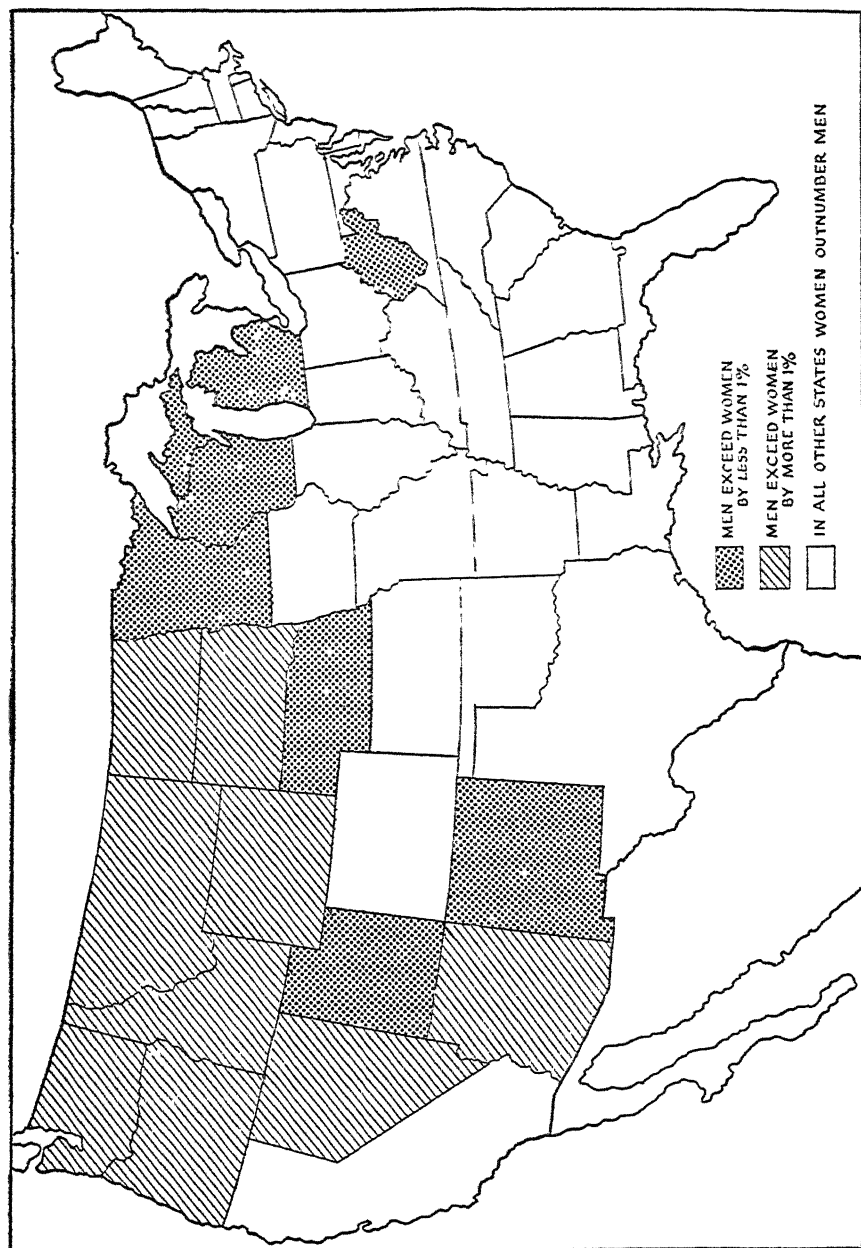 MEN EXCEED WOMEN
BY LESS THAN 1%
MEN EXCEED WOMEN
BY MORE THAN 1%
IN ALL OTHER STATES WOMEN OUTNUMBER MEN